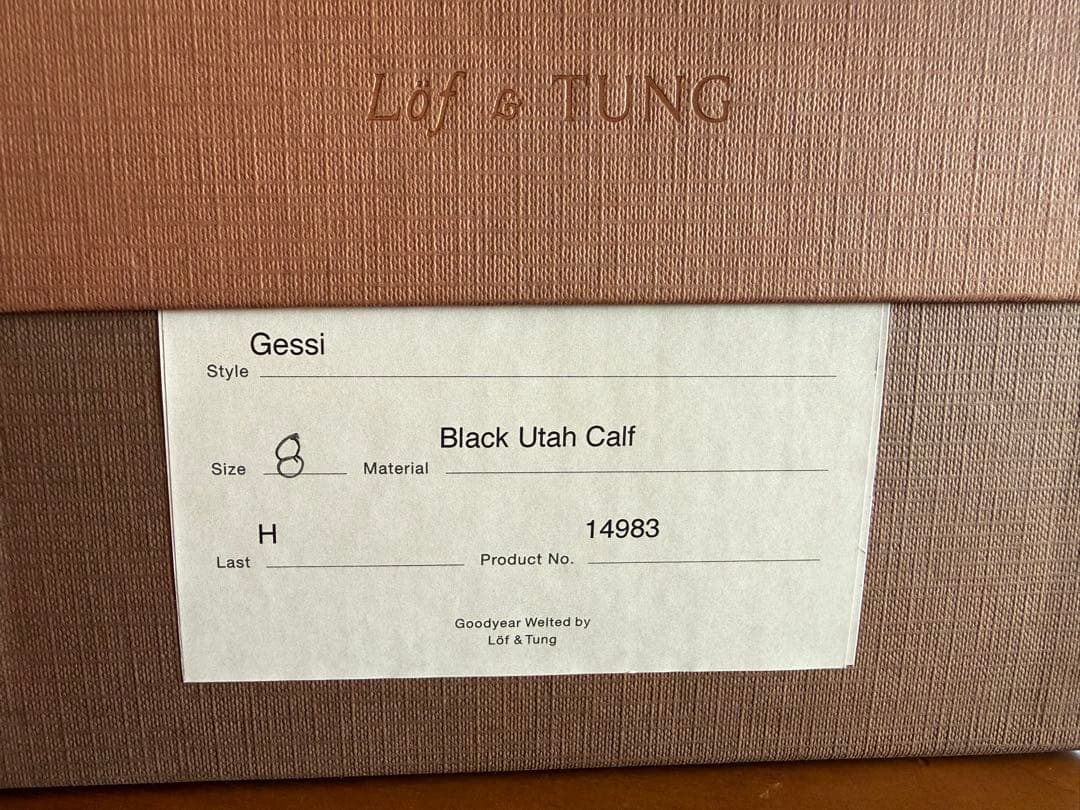 Löf & TUNG
Gessi
Style
Black Utah Calf
Size 8 Material
H 14983
Last Product No.
Goodyear Welted by
Löf & Tung